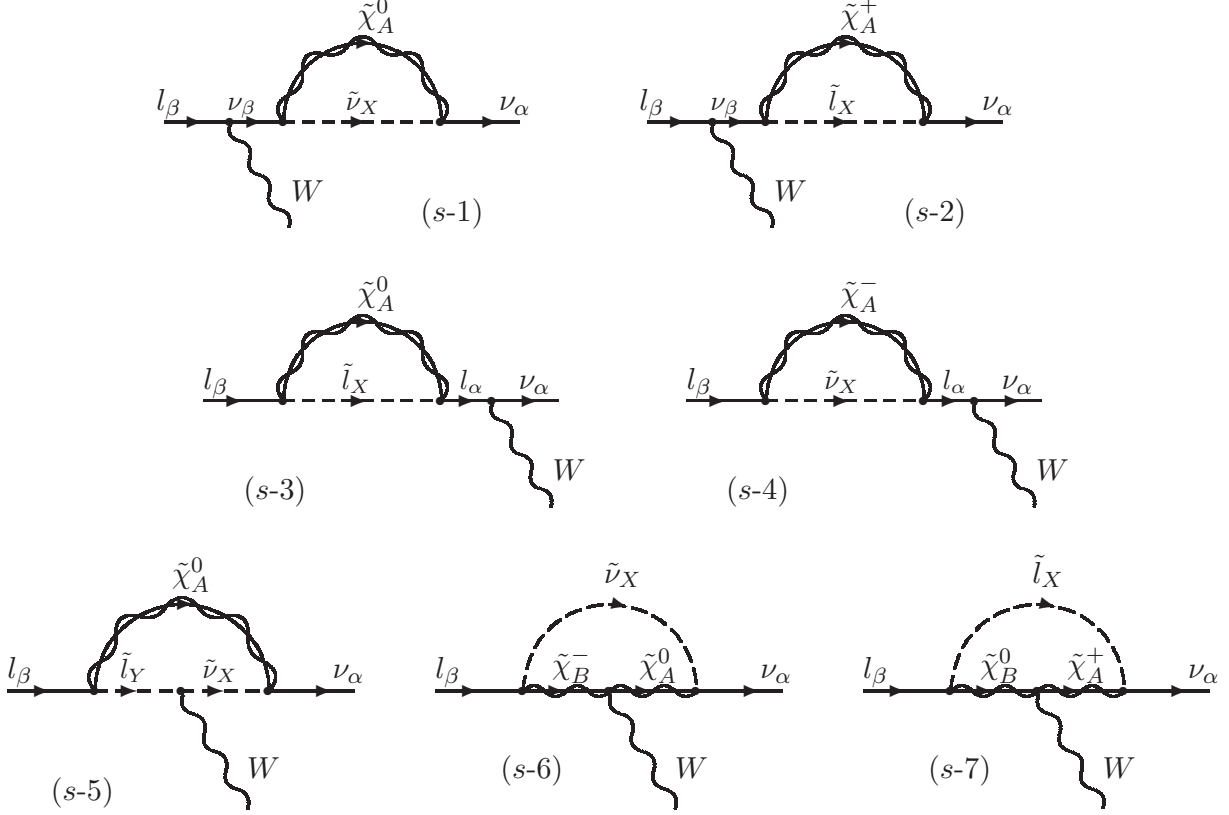 χ̃⁰_A χ̃⁺_A
l_β ν_β ν̃_X ν_α l_β ν_β l̃_X ν_α
W W
(s-1) (s-2)
χ̃⁰_A χ̃⁻_A
l_β l̃_X l_α ν_α l_β ν̃_X l_α ν_α
W W
(s-3) (s-4)
χ̃⁰_A ν̃_X l̃_X
l_β l̃_Y ν̃_X ν_α l_β χ̃⁻_B χ̃⁰_A ν_α l_β χ̃⁰_B χ̃⁺_A ν_α
W W W
(s-5) (s-6) (s-7)